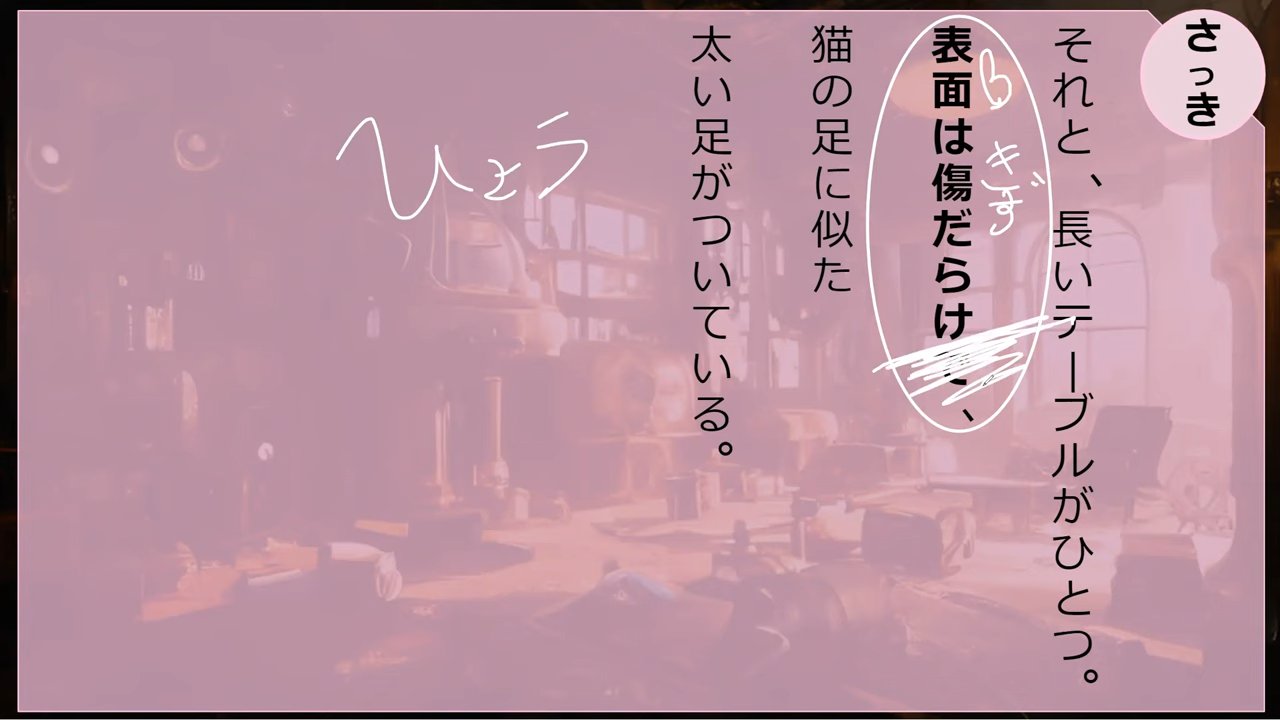 さっき
それと、長いテーブルがひとつ。
表面は傷だらけ、
きず
猫の足に似た
太い足がついている。
ひょう